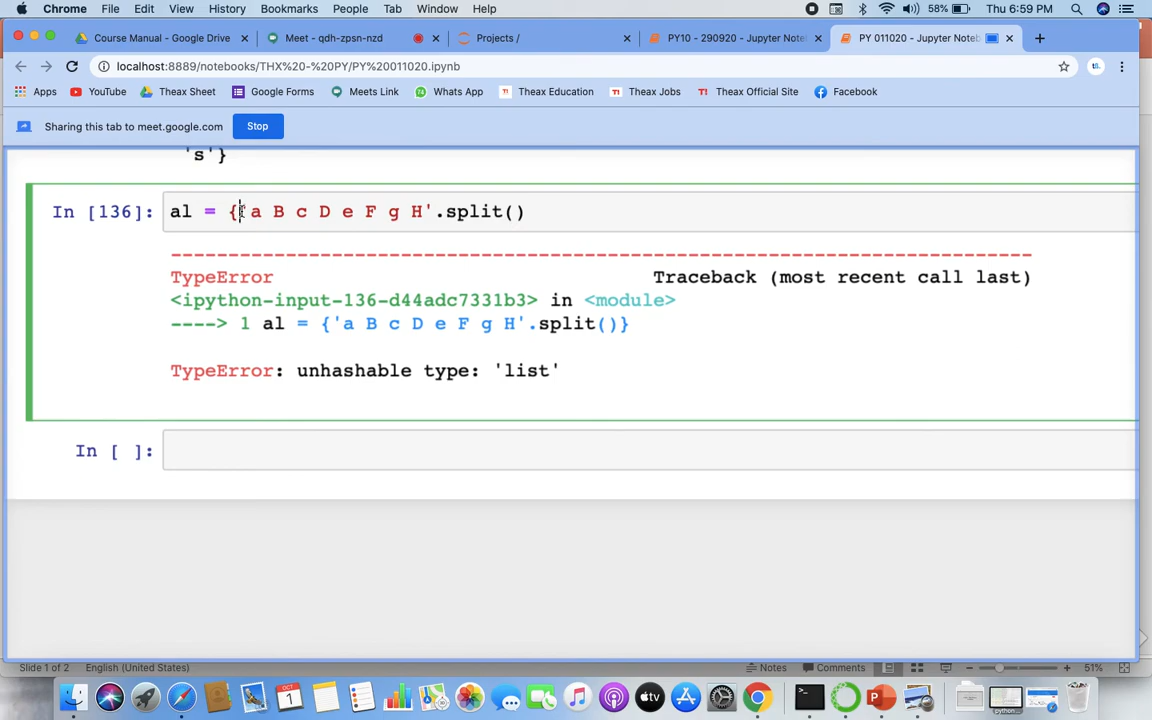 Chrome File Edit View History Bookmarks People Tab Window Help 58% Thu 6:59 PM
Course Manual - Google Drive Meet - qdh-zpsn-nzd Projects / PY10 - 290920 - Jupyter Note PY 011020 - Jupyter Noteb
localhost:8889/notebooks/THX%20-%20PY/PY%20011020.ipynb
Apps YouTube Theax Sheet Google Forms Meets Link Whats App Theax Education Theax Jobs Theax Official Site Facebook
Sharing this tab to meet.google.com Stop
's'}
In [136]: al = {'a B c D e F g H'.split()
TypeError Traceback (most recent call last)
<ipython-input-136-d44adc7331b3> in <module>
----> 1 al = {'a B c D e F g H'.split()}
TypeError: unhashable type: 'list'
In [ ]:
Slide 1 of 2 English (United States) Notes Comments 51%